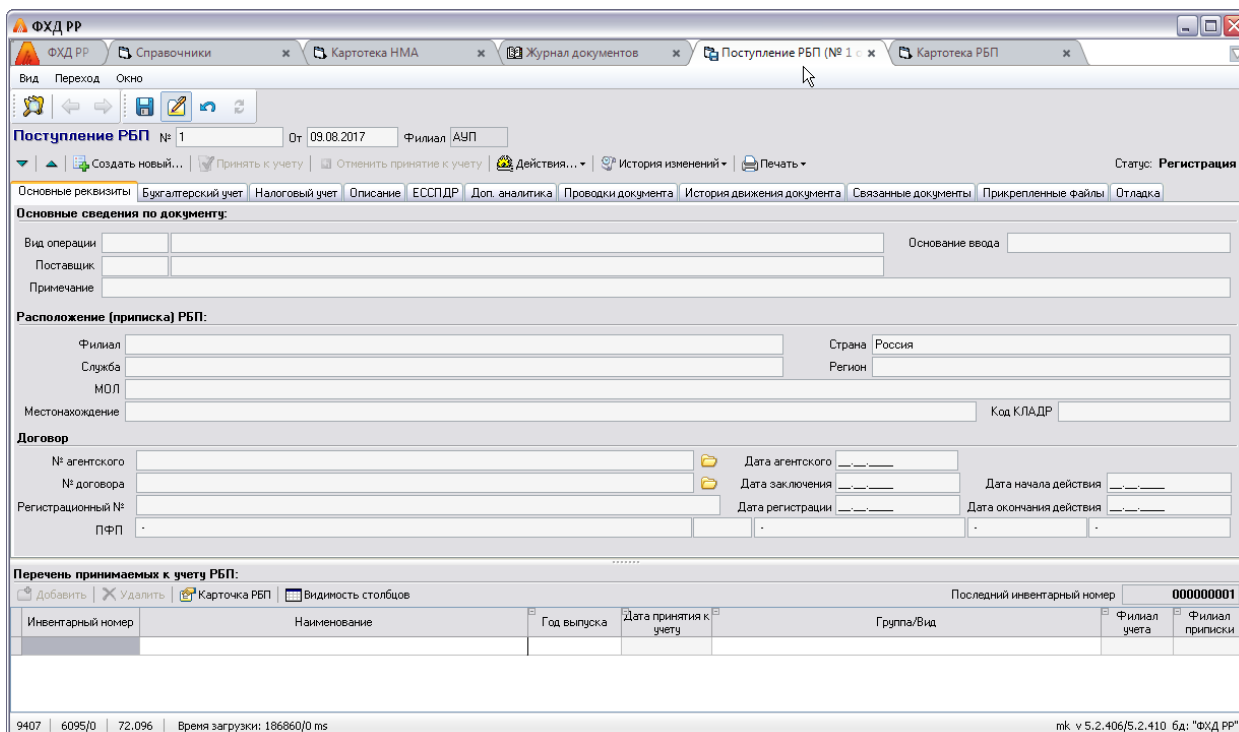 ФХД РР
ФХД РР Справочники Картотека НМА Журнал документов Поступление РБП (№ 1 Картотека РБП
Вид Переход Окно
Поступление РБП № 1 От 09.08.2017 Филиал АУП
Создать новый... Принять к учету Отменить принятие к учету Действия... История изменений Печать Статус: Регистрация
Основные реквизиты Бухгалтерский учет Налоговый учет Описание ЕССПДР Доп. аналитика Проводки документа История движения документа Связанные документы Прикрепленные файлы Отладка
Основные сведения по документу:
Вид операции Основание ввода
Поставщик
Примечание
Расположение (приписка) РБП:
Филиал Страна Россия
Служба Регион
МОЛ
Местонахождение Код КЛАДР
Договор
№ агентского Дата агентского __.__.____
№ договора Дата заключения __.__.____ Дата начала действия __.__.____
Регистрационный № Дата регистрации __.__.____ Дата окончания действия __.__.____
ПФП - - - -
Перечень принимаемых к учету РБП:
Добавить Удалить Карточка РБП Видимость столбцов Последний инвентарный номер 000000001
Инвентарный номер Наименование Год выпуска Дата принятия к учету Группа/Вид Филиал учета Филиал приписки
9407 6095/0 72.096 Время загрузки: 186860/0 ms mk v 5.2.406/5.2.410 бд: "ФХД РР"